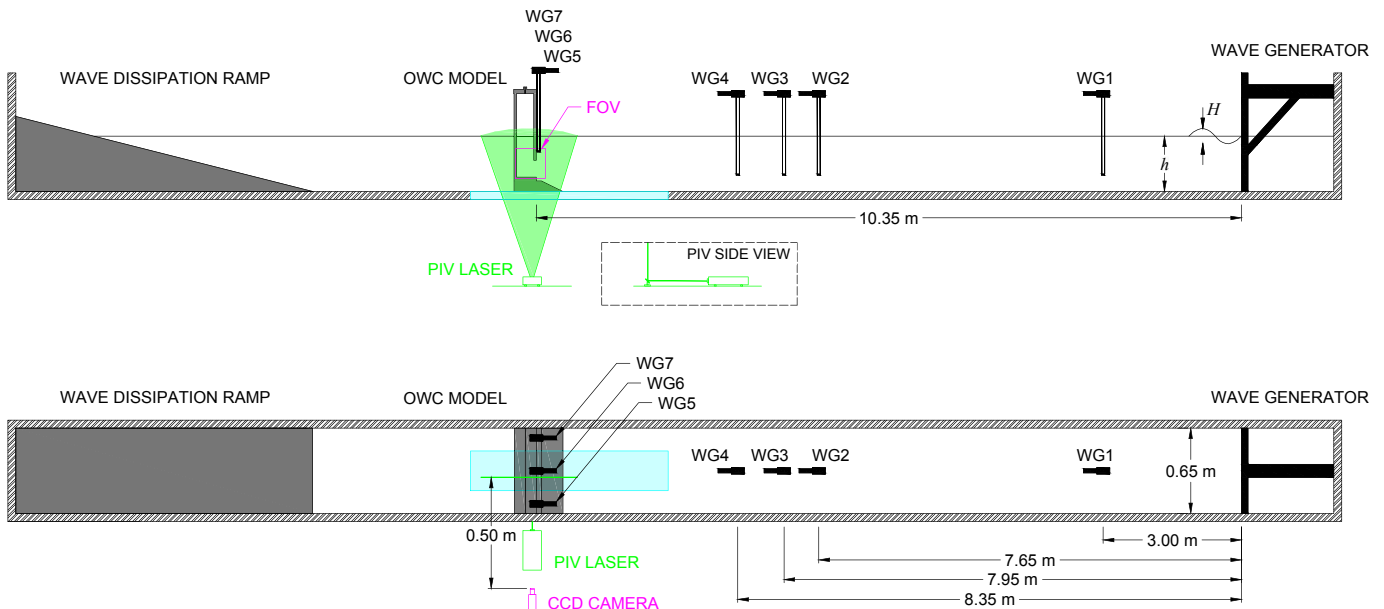 WG7
WG6
WG5
WAVE DISSIPATION RAMP
OWC MODEL
WG4
WG3
WG2
WG1
WAVE GENERATOR
FOV
H
h
10.35 m
PIV LASER
PIV SIDE VIEW
WG7
WG6
WG5
WAVE DISSIPATION RAMP
OWC MODEL
WAVE GENERATOR
WG4
WG3
WG2
WG1
0.65 m
0.50 m
3.00 m
PIV LASER
7.65 m
7.95 m
CCD CAMERA
8.35 m